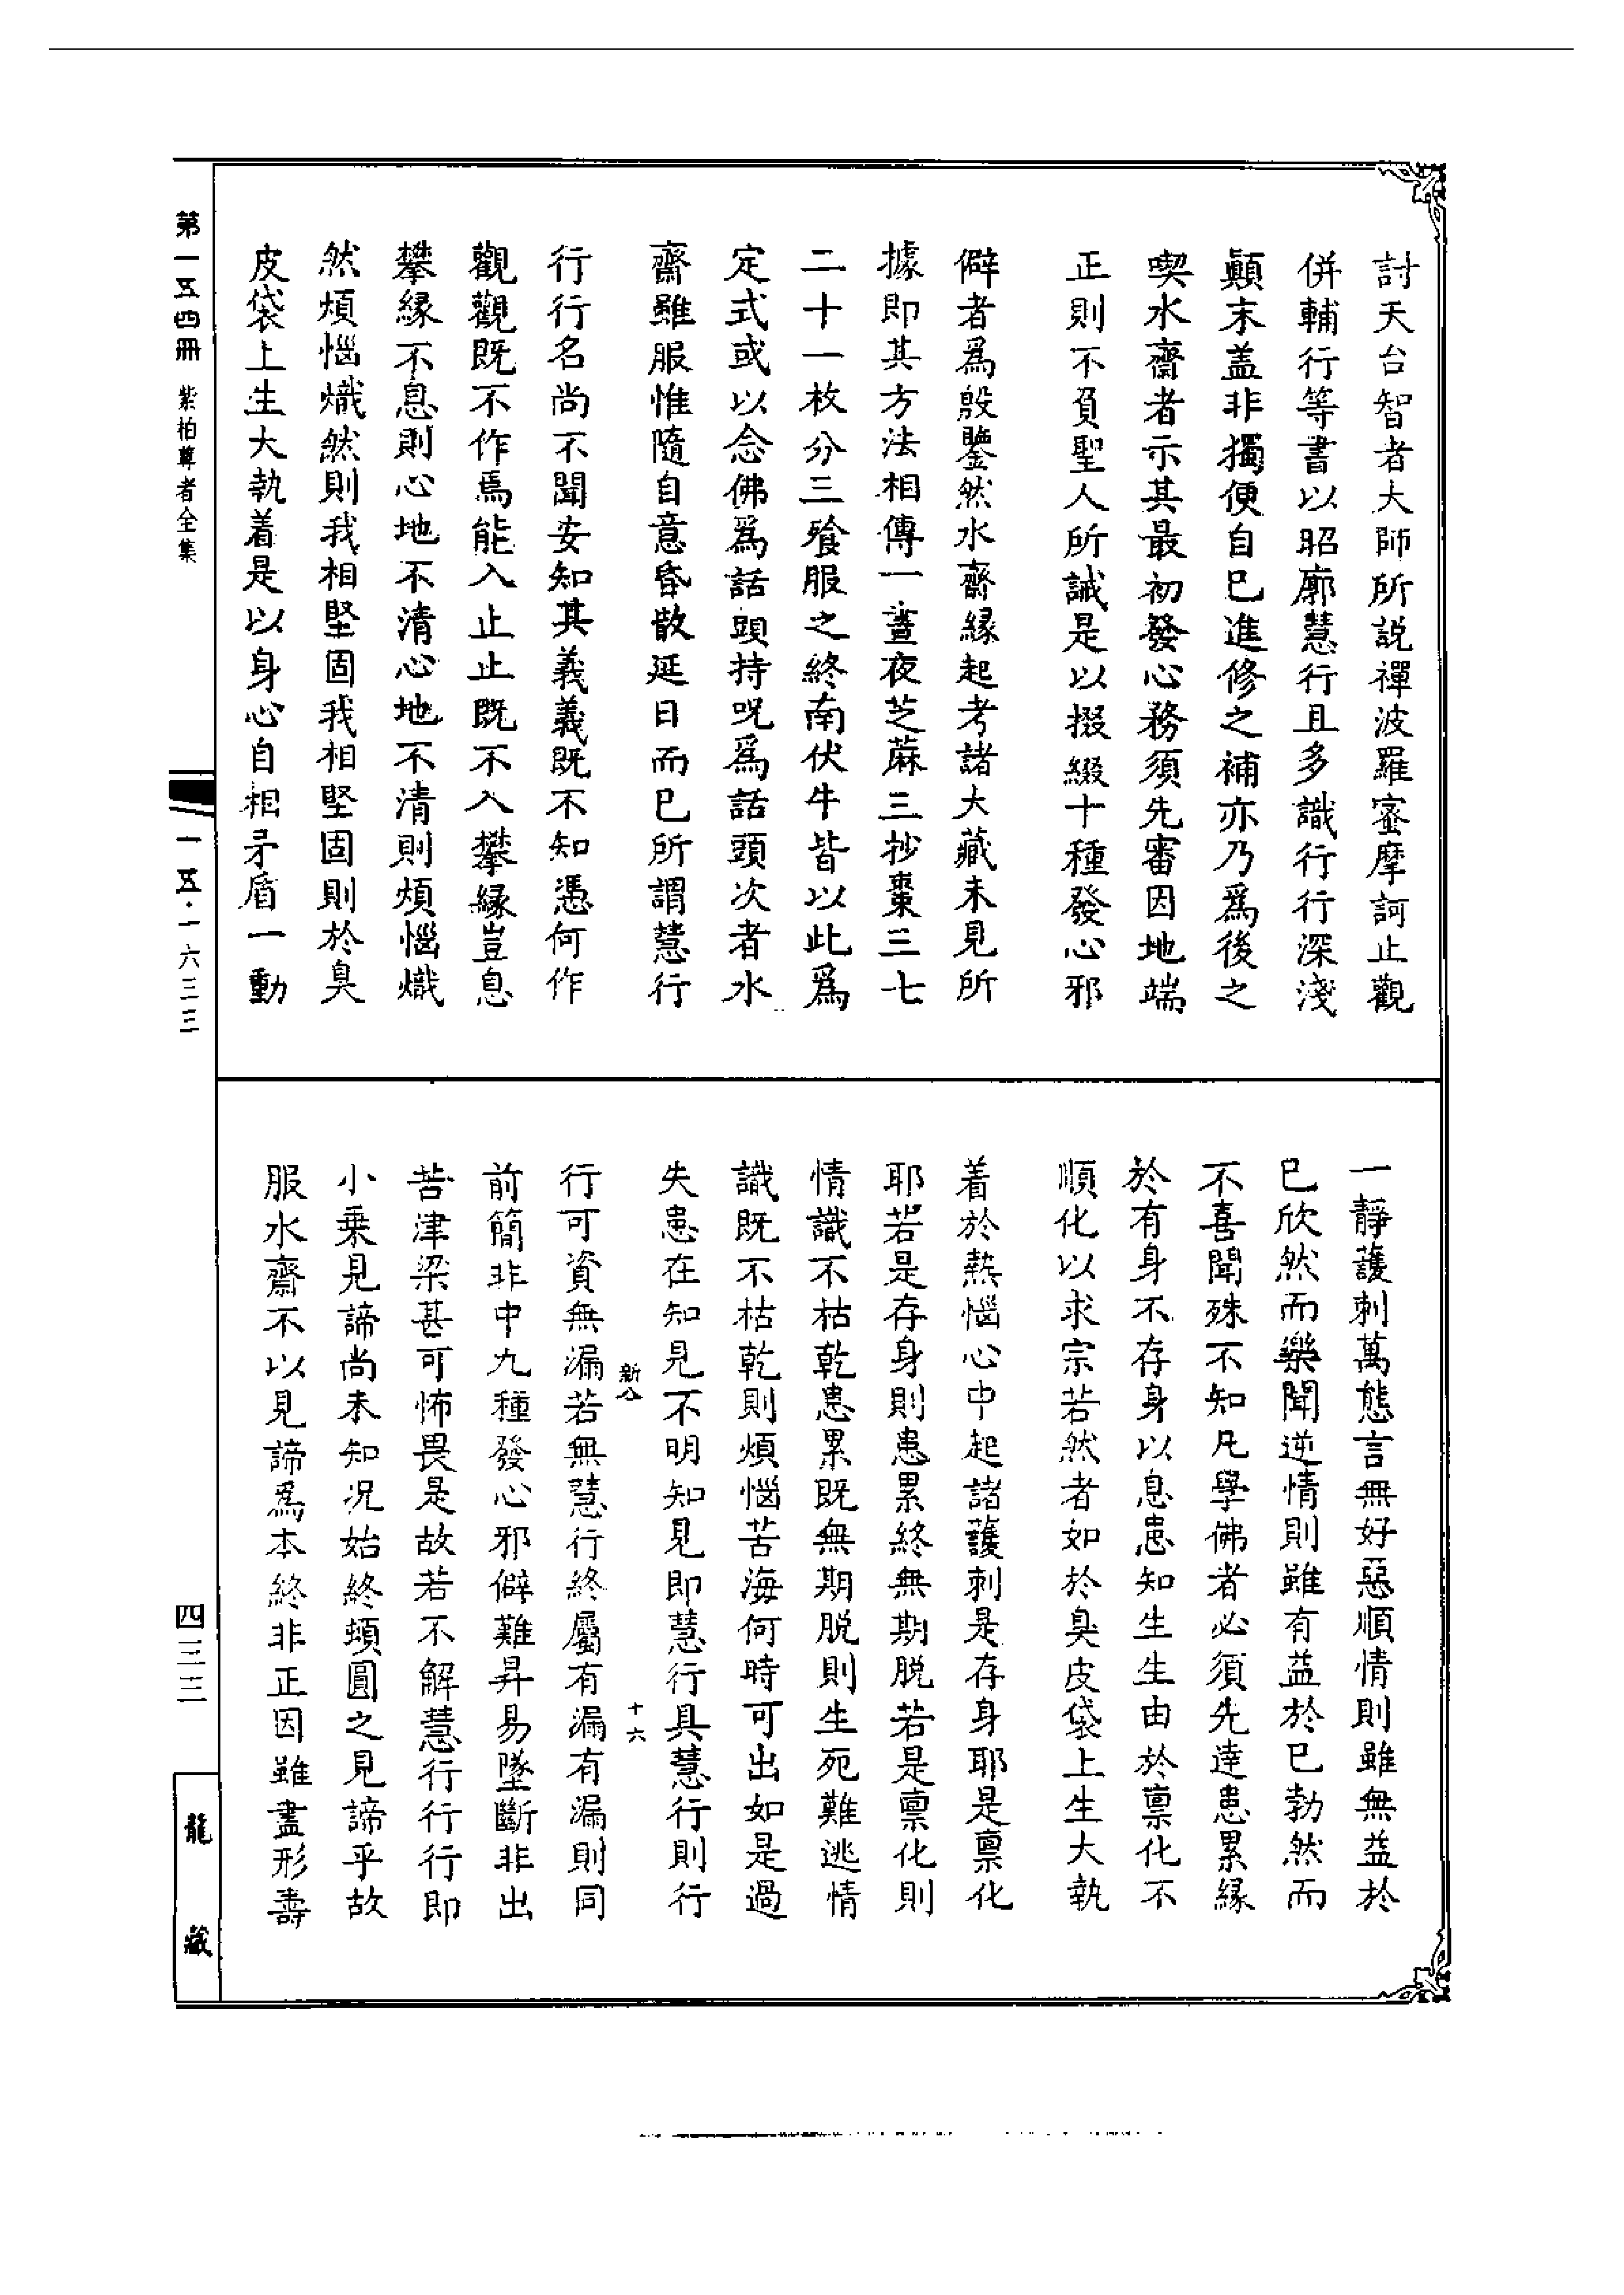 討天台智者大師所説禪波羅蜜摩訶止觀
併輔行等書以昭廓慧行且多識行行深淺
顛末盖非獨便自已進修之補亦乃爲後之
喫水齋者示其最初發心務須先審因地端
正則不負聖人所誡是以掇綴十種發心邪
僻者爲殷鑒然水齋緣起考諸大藏未見所
據即其方法相傳一晝夜芝蔴三抄棗三七
二十一枚分三飱服之終南伏牛皆以此爲
定式或以念佛爲話頭持呪爲話頭次者水
齋雖服惟隨自意昏散延日而已所謂慧行
行行名尚不聞安知其義義既不知憑何作
觀觀既不作焉能入止止既不入攀緣豈息
攀緣不息則心地不清心地不清則煩惱熾
然煩惱熾然則我相堅固我相堅固則於臭
皮袋上生大執着是以身心自相矛盾一動
一靜䕶刺萬態言無好惡順情則雖無益於
巳欣然而樂聞逆情則雖有益於已勃然而
不喜聞殊不知凡學佛者必須先達患累緣
於有身不存身以息患知生生由於禀化不
順化以求宗若然者如於臭皮袋上生大執
着於熱惱心中起諸䕶刺是存身耶是禀化
耶若是存身則患累終無期脱若是禀化則
情識不枯乾患累既無期脱則生死難逃情
識既不枯乾則煩惱苦海何時可出如是過
失患在知見不明知見即慧行具慧行則行
新公 十六
行可資無漏若無慧行終屬有漏有漏則同
前簡非中九種發心邪僻難昇易墜斷非出
苦津梁甚可怖畏是故若不解慧行行行即
小乗見諦尚未知况始終頓圓之見諦乎故
服水齋不以見諦爲本終非正因雖盡形壽
第一五四冊 紫柏尊者全集
一五·一六三三
四三三
龍藏